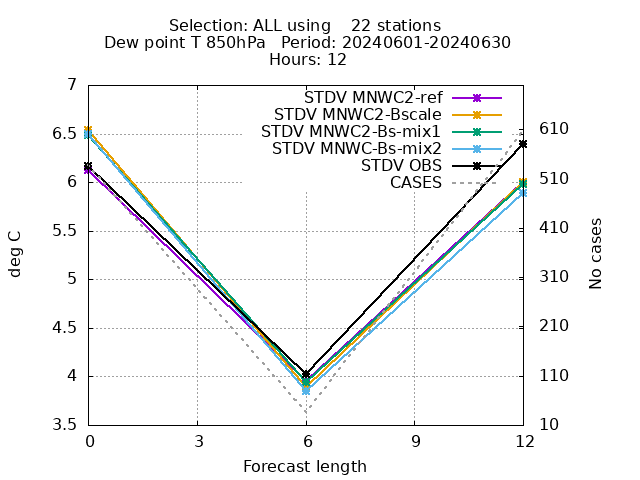 Selection: ALL using    22 stations
Dew point T 850hPa   Period: 20240601-20240630
Hours: 12
STDV MNWC2-ref
STDV MNWC2-Bscale
STDV MNWC2-Bs-mix1
STDV MNWC-Bs-mix2
STDV OBS
CASES
7
6.5
6
5.5
5
4.5
4
3.5
deg C
610
510
410
310
210
110
10
No cases
0 3 6 9 12
Forecast length